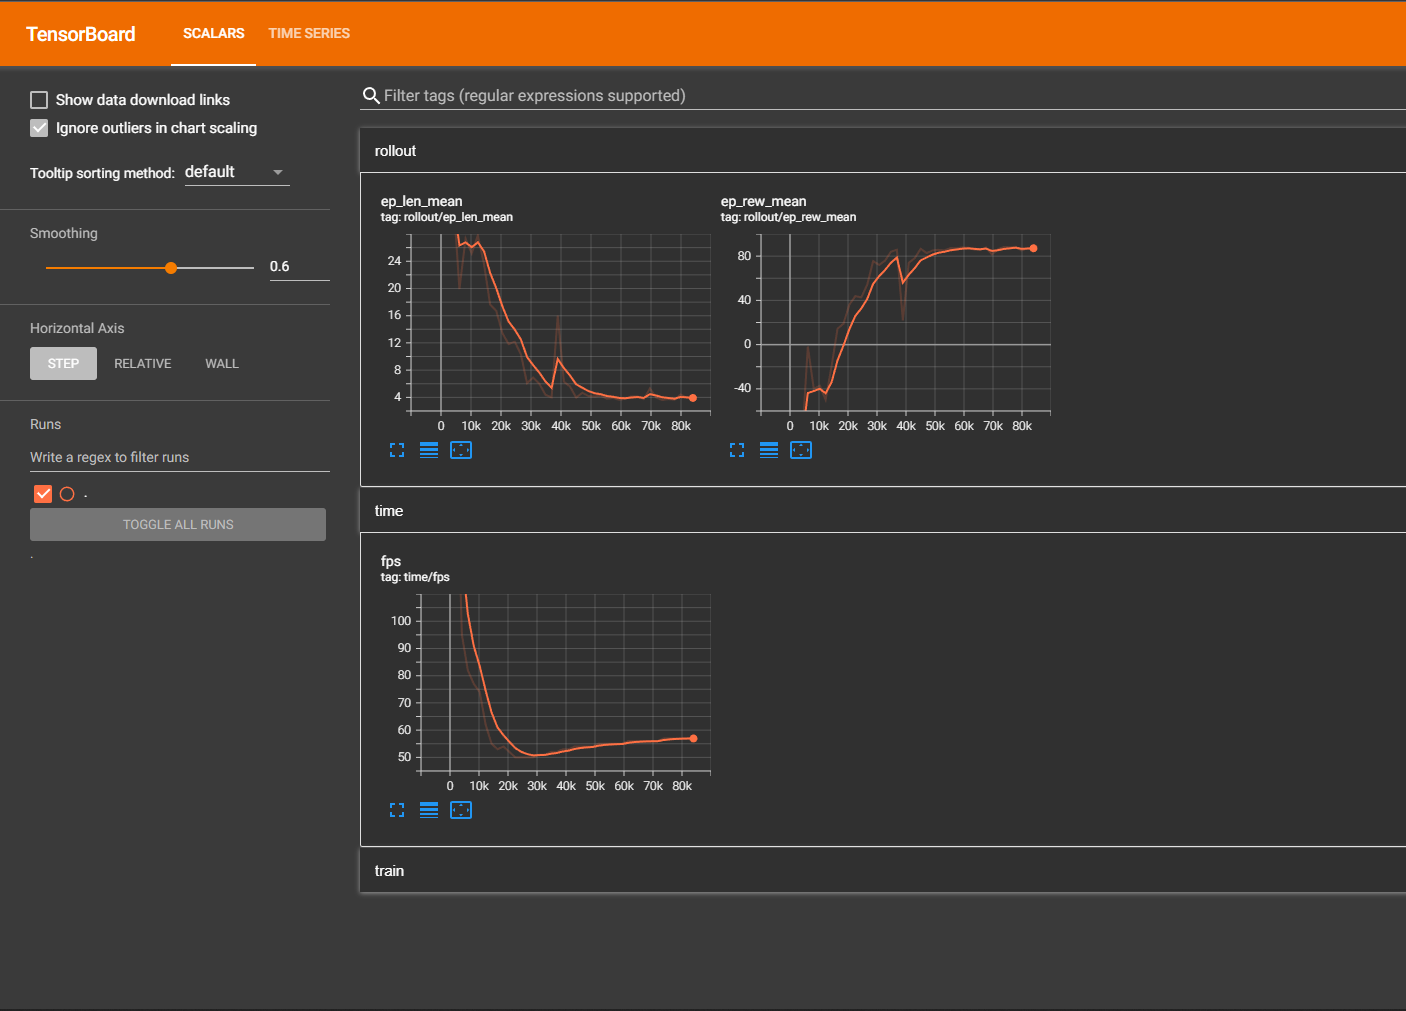 TensorBoard SCALARS TIME SERIES
Show data download links
Ignore outliers in chart scaling
Tooltip sorting method: default
Smoothing
0.6
Horizontal Axis
STEP RELATIVE WALL
Runs
Write a regex to filter runs
.
TOGGLE ALL RUNS
.
Filter tags (regular expressions supported)
rollout
ep_len_mean
tag: rollout/ep_len_mean
24
20
16
12
8
4
0 10k 20k 30k 40k 50k 60k 70k 80k
ep_rew_mean
tag: rollout/ep_rew_mean
80
40
0
-40
0 10k 20k 30k 40k 50k 60k 70k 80k
time
fps
tag: time/fps
100
90
80
70
60
50
0 10k 20k 30k 40k 50k 60k 70k 80k
train